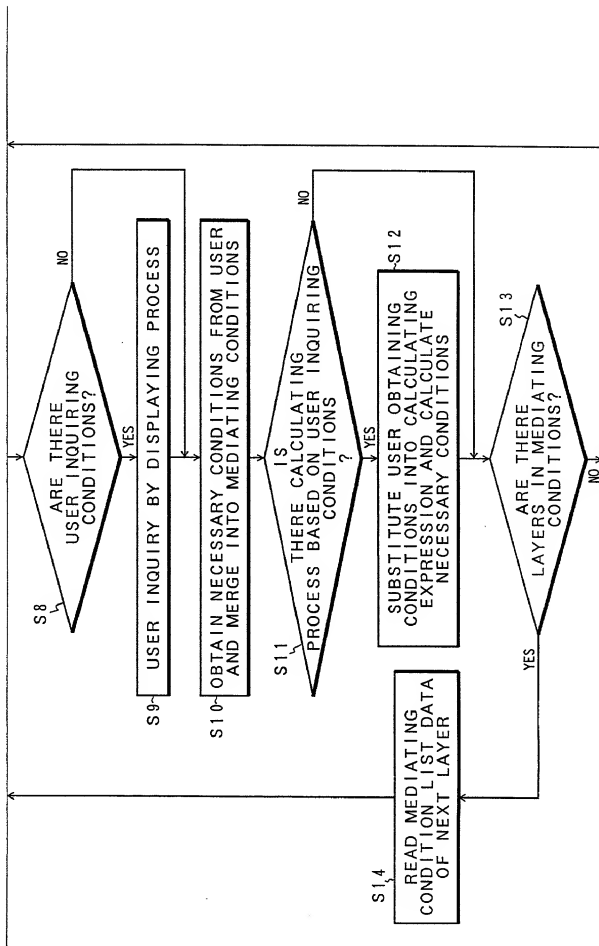 S8
ARE THERE
USER INQUIRING
CONDITIONS?
NO
YES
S9
USER INQUIRY BY DISPLAYING PROCESS
S10
OBTAIN NECESSARY CONDITIONS FROM USER
AND MERGE INTO MEDIATING CONDITIONS
S11
IS
THERE CALCULATING
PROCESS BASED ON USER INQUIRING
CONDITIONS
?
NO
YES
S12
SUBSTITUTE USER OBTAINING
CONDITIONS INTO CALCULATING
EXPRESSION AND CALCULATE
NECESSARY CONDITIONS
S13
ARE THERE
LAYERS IN MEDIATING
CONDITIONS?
YES
NO
S14
READ MEDIATING
CONDITION LIST DATA
OF NEXT LAYER